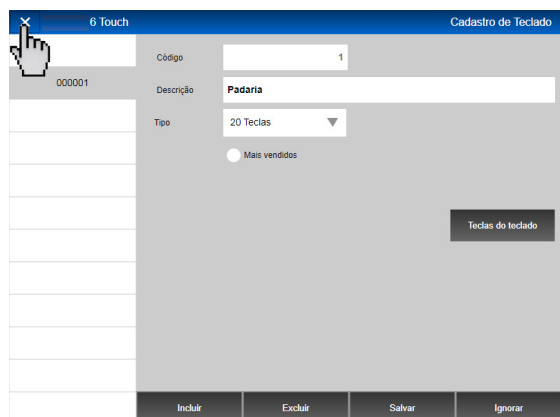 6 Touch
Cadastro de Teclado
000001
Código
1
Descrição
Padaria
Tipo
20 Teclas
Mais vendidos
Teclas do teclado
Incluir
Excluir
Salvar
Ignorar